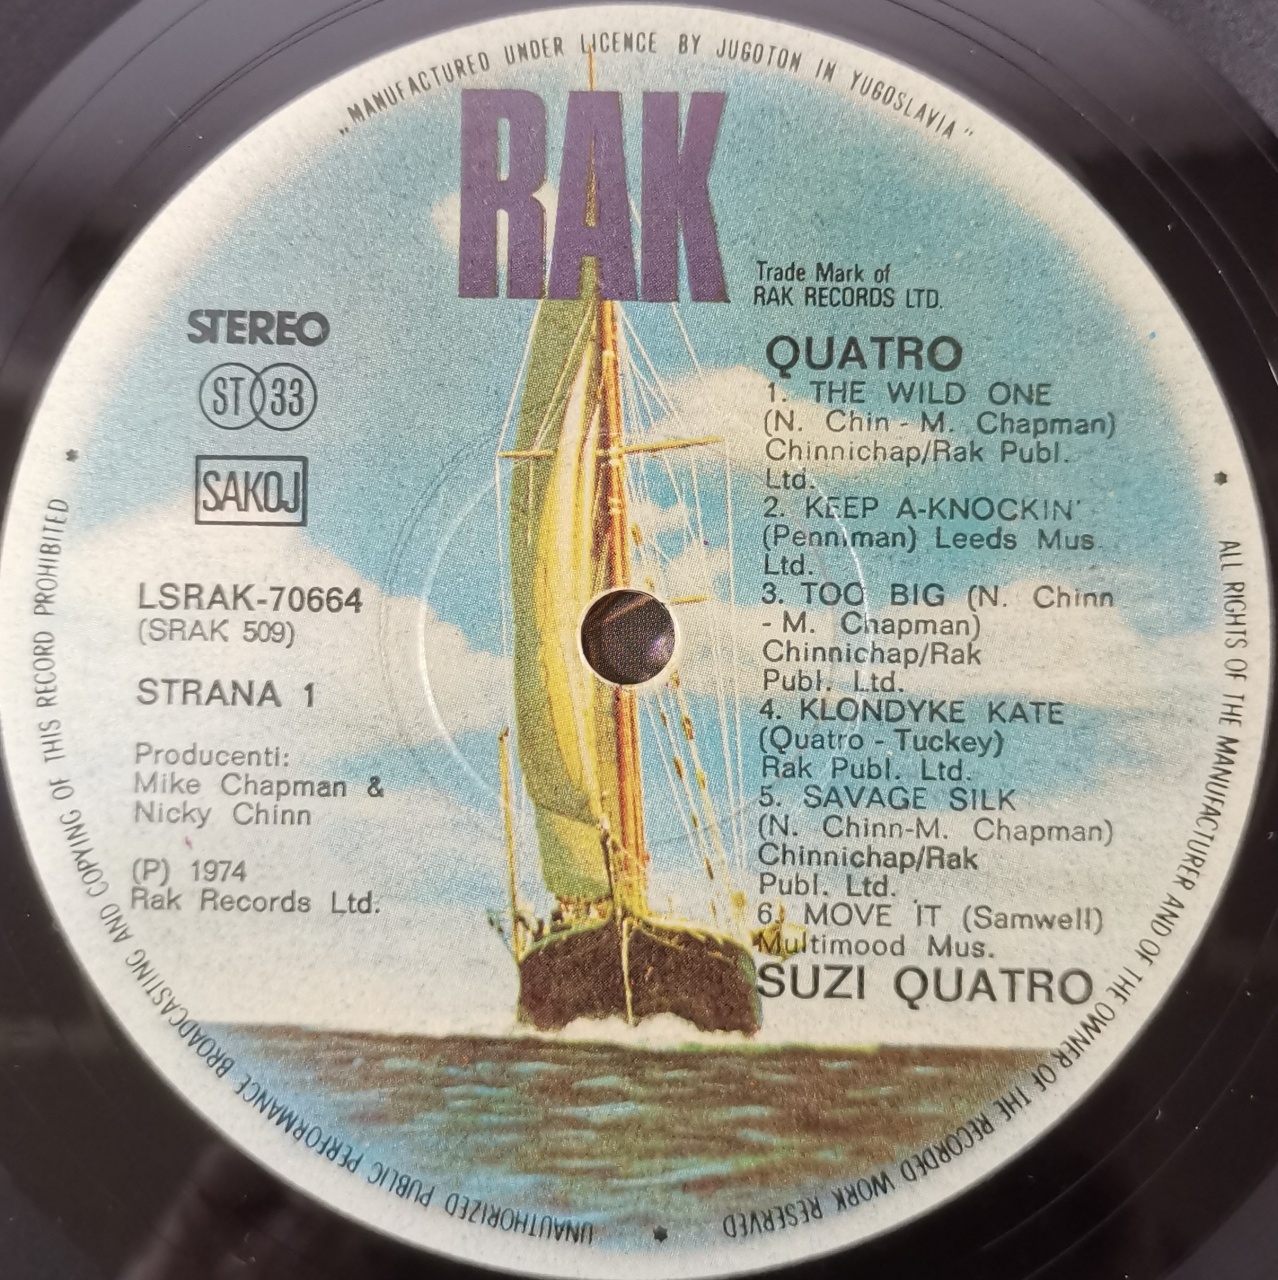 „MANUFACTURED UNDER LICENCE BY JUGOTON IN YUGOSLAVIA"
RAK
Trade Mark of
RAK RECORDS LTD.
STEREO
ST 33
SAKOJ
LSRAK-70664
(SRAK 509)
STRANA 1
Producenti:
Mike Chapman &
Nicky Chinn
(P) 1974
Rak Records Ltd.
QUATRO
1. THE WILD ONE
(N. Chin - M. Chapman)
Chinnichap/Rak Publ.
Ltd.
2. KEEP A-KNOCKIN'
(Penniman) Leeds Mus.
Ltd.
3. TOO BIG (N. Chinn
- M. Chapman)
Chinnichap/Rak
Publ. Ltd.
4. KLONDYKE KATE
(Quatro - Tuckey)
Rak Publ. Ltd.
5. SAVAGE SILK
(N. Chinn-M. Chapman)
Chinnichap/Rak
Publ. Ltd.
6. MOVE IT (Samwell)
Multimood Mus.
SUZI QUATRO
* ALL RIGHTS OF THE MANUFACTURER AND OF THE OWNER OF THE RECORDED WORK RESERVED *
UNAUTHORIZED PUBLIC PERFORMANCE BROADCASTING AND COPYING OF THIS RECORD PROHIBITED *